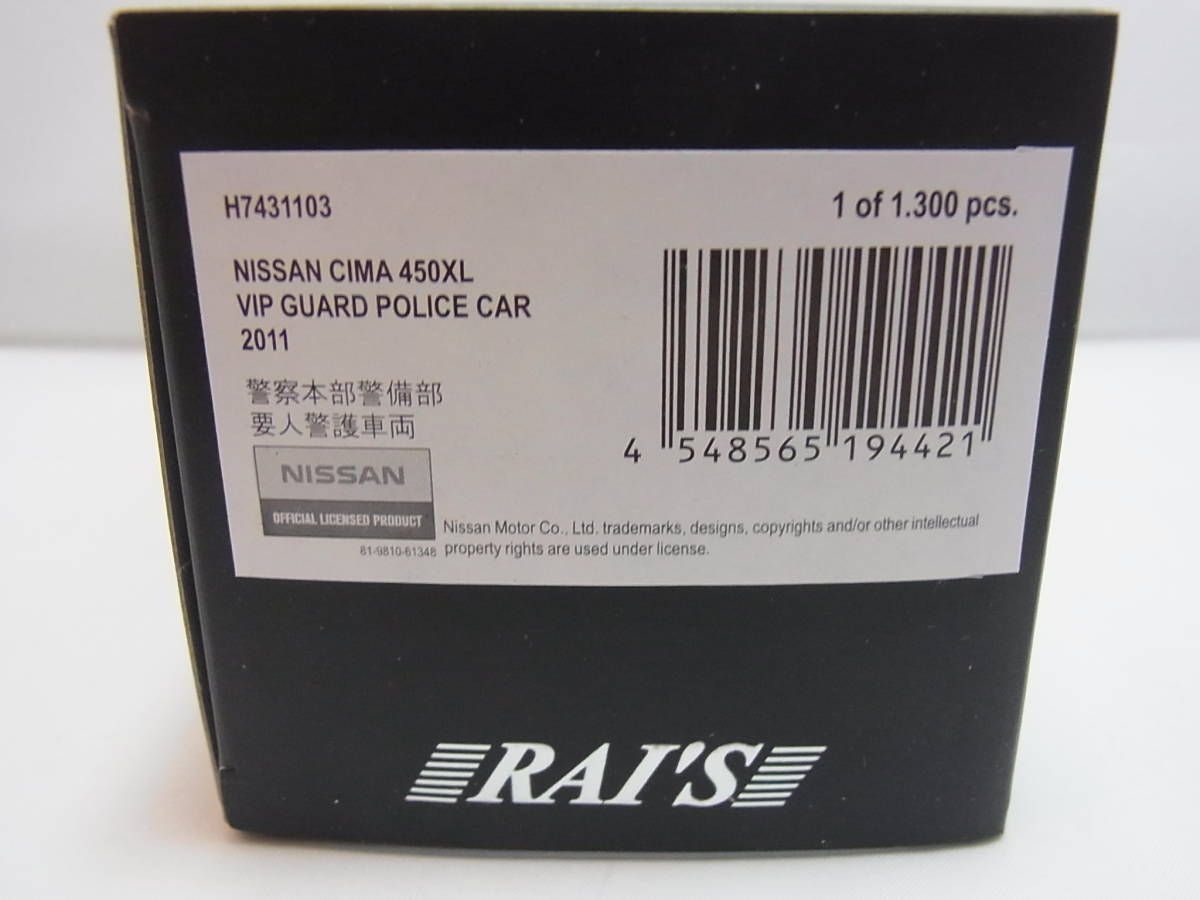 H7431103
1 of 1.300 pcs.
NISSAN CIMA 450XL
VIP GUARD POLICE CAR
2011
警察本部警備部
要人警護車両
4 548565 194421
NISSAN
OFFICIAL LICENSED PRODUCT
61-9810-61348
Nissan Motor Co., Ltd. trademarks, designs, copyrights and/or other intellectual
property rights are used under license.
RAI'S